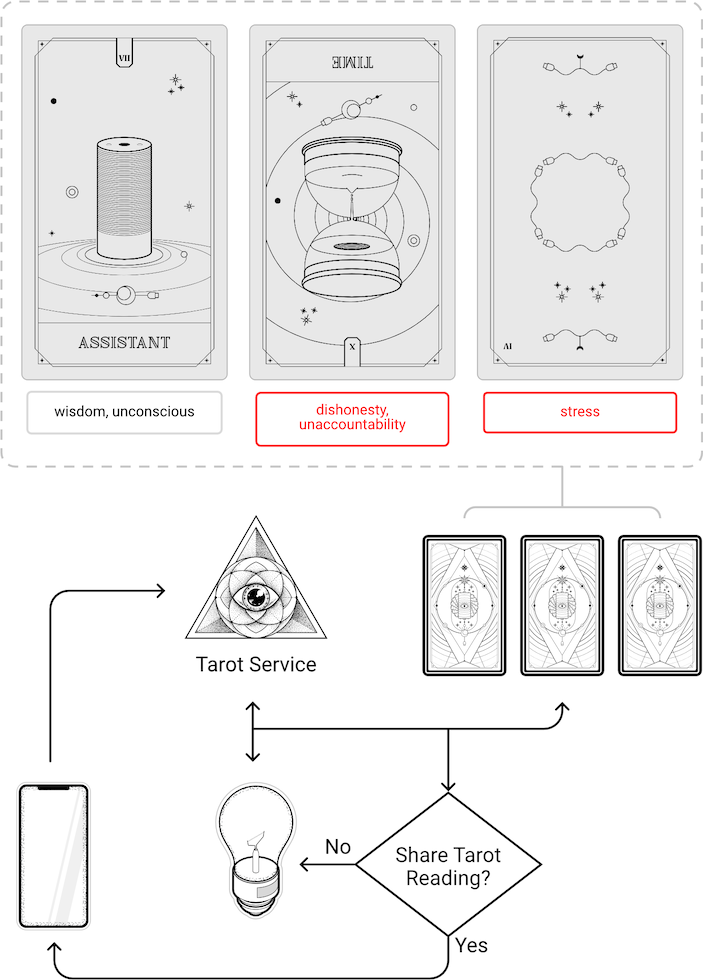 VII
TIME
ASSISTANT
X
AI
wisdom, unconscious
dishonesty,
unaccountability
stress
Tarot Service
No
Share Tarot
Reading?
Yes